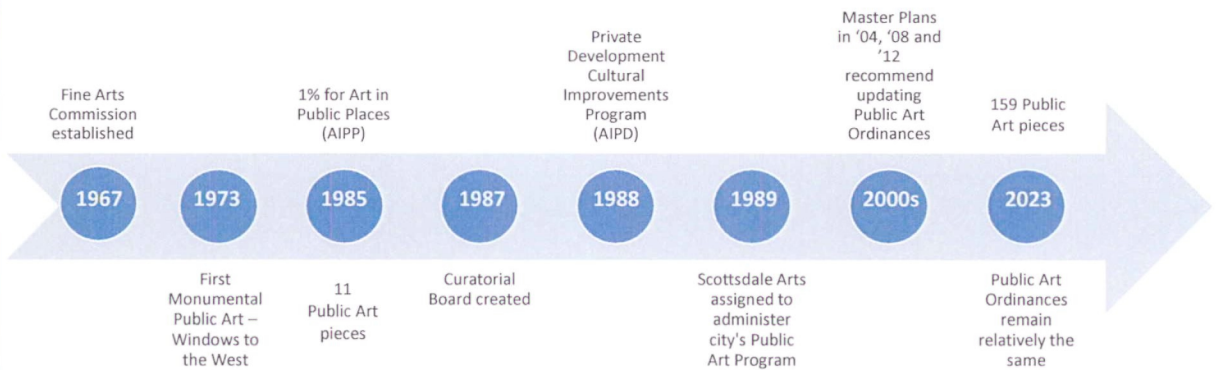 Fine Arts
Commission
established
1967
1973
First
Monumental
Public Art –
Windows to
the West
1% for Art in
Public Places
(AIPP)
1985
11
Public Art
pieces
1987
Curatorial
Board created
Private
Development
Cultural
Improvements
Program
(AIPD)
1988
1989
Scottsdale Arts
assigned to
administer
city's Public
Art Program
Master Plans
in ‘04, ‘08 and
’12
recommend
updating
Public Art
Ordinances
2000s
159 Public
Art pieces
2023
Public Art
Ordinances
remain
relatively the
same